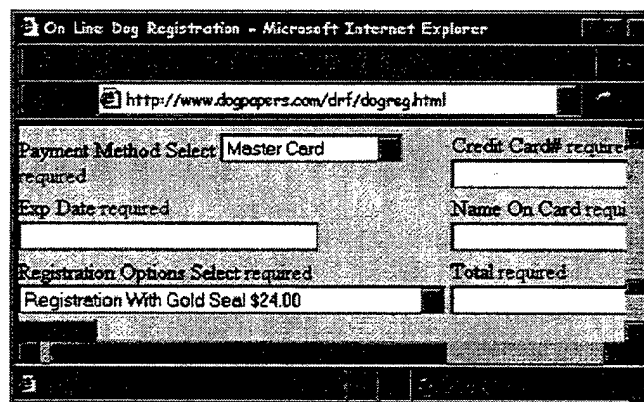 On Line Dog Registration - Microsoft Internet Explorer
http://www.dogpapers.com/drf/dogreg.html
Payment Method Select Master Card Credit Card# require
required
Exp Date required Name On Card requ
Registration Options Select required Total required
Registration With Gold Seal $24.00